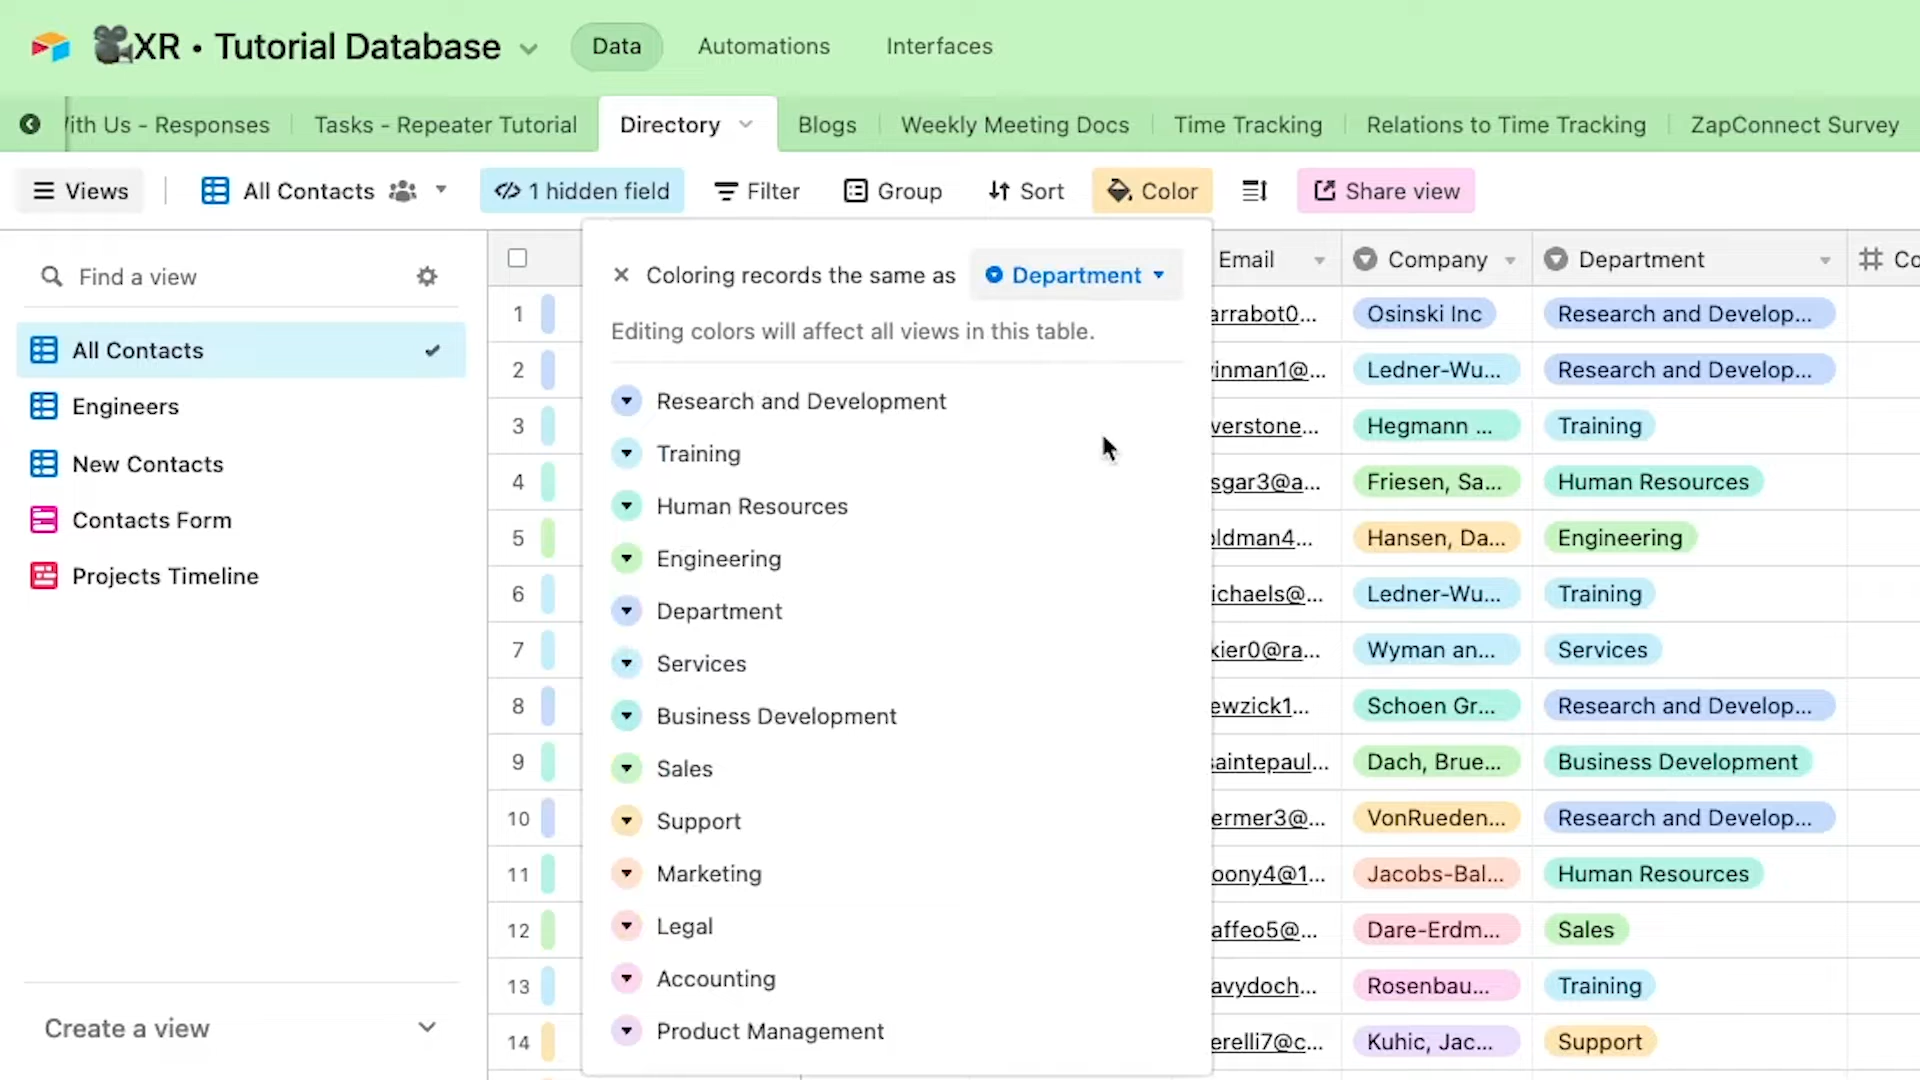 XR • Tutorial Database
Data
Automations
Interfaces
ith Us - Responses
Tasks - Repeater Tutorial
Directory
Blogs
Weekly Meeting Docs
Time Tracking
Relations to Time Tracking
ZapConnect Survey
Views
All Contacts
1 hidden field
Filter
Group
Sort
Color
Share view
Find a view
All Contacts
Engineers
New Contacts
Contacts Form
Projects Timeline
Create a view
Coloring records the same as Department
Editing colors will affect all views in this table.
Research and Development
Training
Human Resources
Engineering
Department
Services
Business Development
Sales
Support
Marketing
Legal
Accounting
Product Management
Email Company Department Co
1 arrabot0... Osinski Inc Research and Develop...
2 inman1@... Ledner-Wu... Research and Develop...
3 verstone... Hegmann ... Training
4 sgar3@a... Friesen, Sa... Human Resources
5 oldman4... Hansen, Da... Engineering
6 ichaels@... Ledner-Wu... Training
7 kier0@ra... Wyman an... Services
8 ewzick1... Schoen Gr... Research and Develop...
9 saintepaul... Dach, Brue... Business Development
10 ermer3@... VonRueden... Research and Develop...
11 oony4@1... Jacobs-Bal... Human Resources
12 affeo5@... Dare-Erdm... Sales
13 avydoch... Rosenbau... Training
14 erelli7@c... Kuhic, Jac... Support